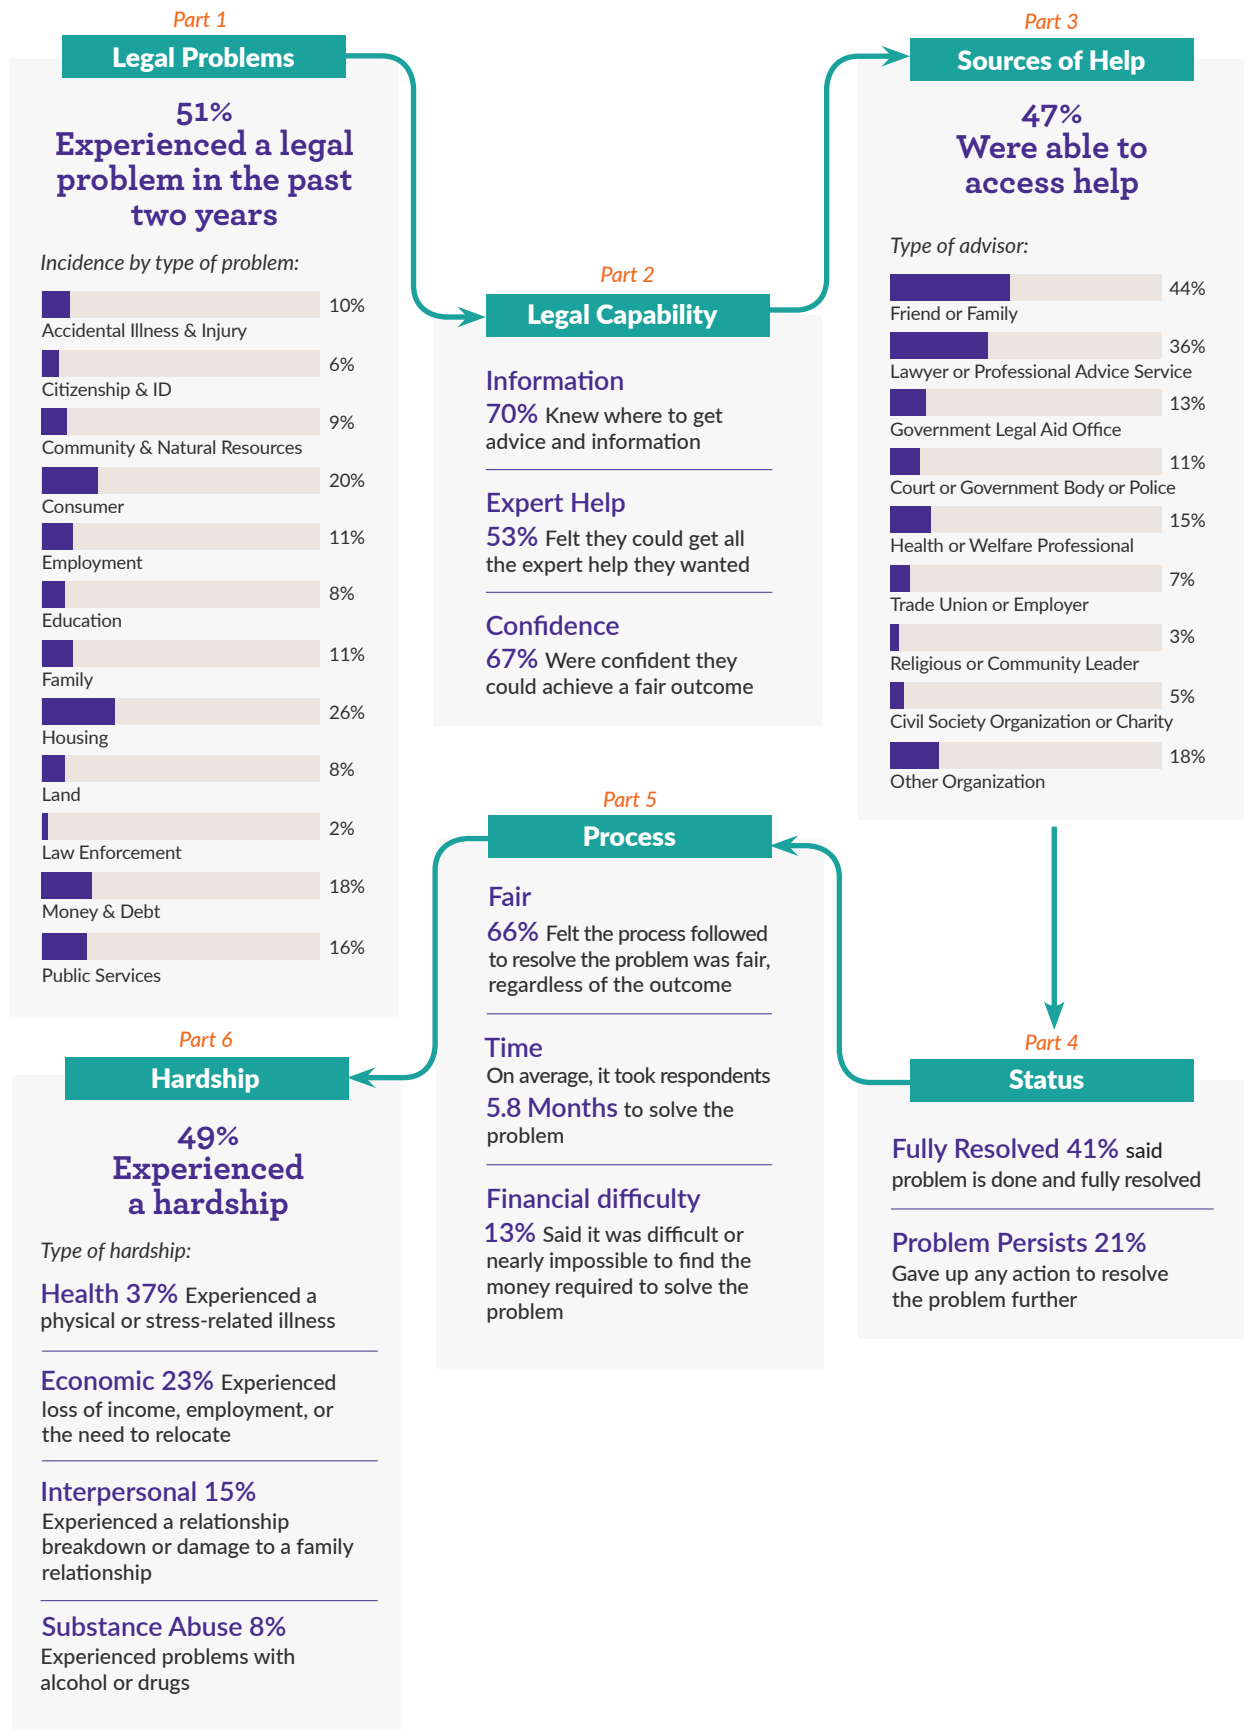 Part 1
Legal Problems
51%
Experienced a legal
problem in the past
two years
Incidence by type of problem:
10%
Accidental Illness & Injury
6%
Citizenship & ID
9%
Community & Natural Resources
20%
Consumer
11%
Employment
8%
Education
11%
Family
26%
Housing
8%
Land
2%
Law Enforcement
18%
Money & Debt
16%
Public Services
Part 2
Legal Capability
Information
70% Knew where to get
advice and information
Expert Help
53% Felt they could get all
the expert help they wanted
Confidence
67% Were confident they
could achieve a fair outcome
Part 3
Sources of Help
47%
Were able to
access help
Type of advisor:
44%
Friend or Family
36%
Lawyer or Professional Advice Service
13%
Government Legal Aid Office
11%
Court or Government Body or Police
15%
Health or Welfare Professional
7%
Trade Union or Employer
3%
Religious or Community Leader
5%
Civil Society Organization or Charity
18%
Other Organization
Part 4
Status
Fully Resolved 41% said
problem is done and fully resolved
Problem Persists 21%
Gave up any action to resolve
the problem further
Part 5
Process
Fair
66% Felt the process followed
to resolve the problem was fair,
regardless of the outcome
Time
On average, it took respondents
5.8 Months to solve the
problem
Financial difficulty
13% Said it was difficult or
nearly impossible to find the
money required to solve the
problem
Part 6
Hardship
49%
Experienced
a hardship
Type of hardship:
Health 37% Experienced a
physical or stress-related illness
Economic 23% Experienced
loss of income, employment, or
the need to relocate
Interpersonal 15%
Experienced a relationship
breakdown or damage to a family
relationship
Substance Abuse 8%
Experienced problems with
alcohol or drugs